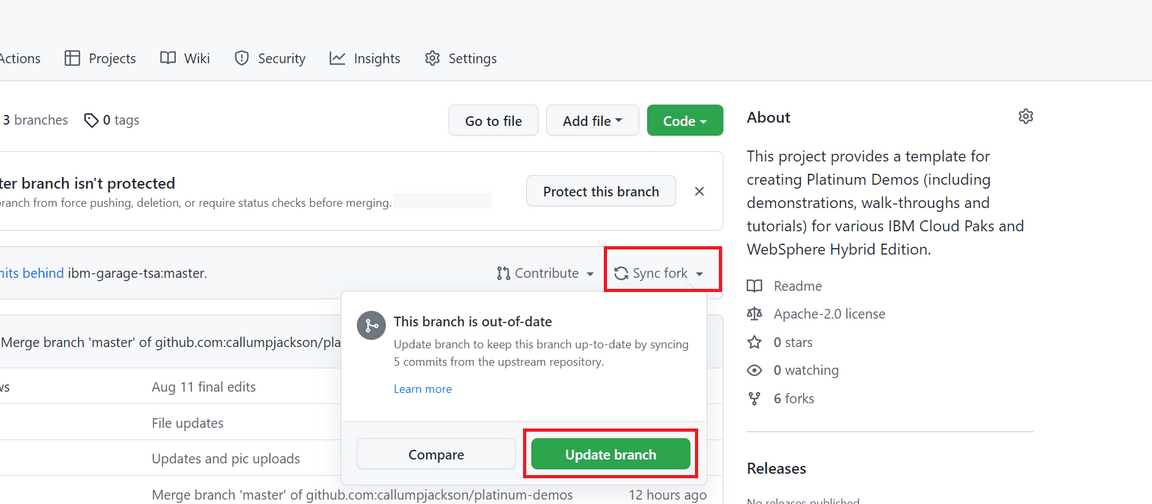 Actions Projects Wiki Security Insights Settings
3 branches 0 tags Go to file Add file Code
ter branch isn't protected
ranch from force pushing, deletion, or require status checks before merging.
Protect this branch
mits behind ibm-garage-tsa:master.
Contribute Sync fork
This branch is out-of-date
Update branch to keep this branch up-to-date by syncing
5 commits from the upstream repository.
Learn more
Compare Update branch
Merge branch 'master' of github.com:callumpjackson/pla
ws Aug 11 final edits
File updates
Updates and pic uploads
Merge branch 'master' of github.com:callumpjackson/platinum-demos 12 hours ago
About
This project provides a template for
creating Platinum Demos (including
demonstrations, walk-throughs and
tutorials) for various IBM Cloud Paks and
WebSphere Hybrid Edition.
Readme
Apache-2.0 license
0 stars
0 watching
6 forks
Releases
No releases published